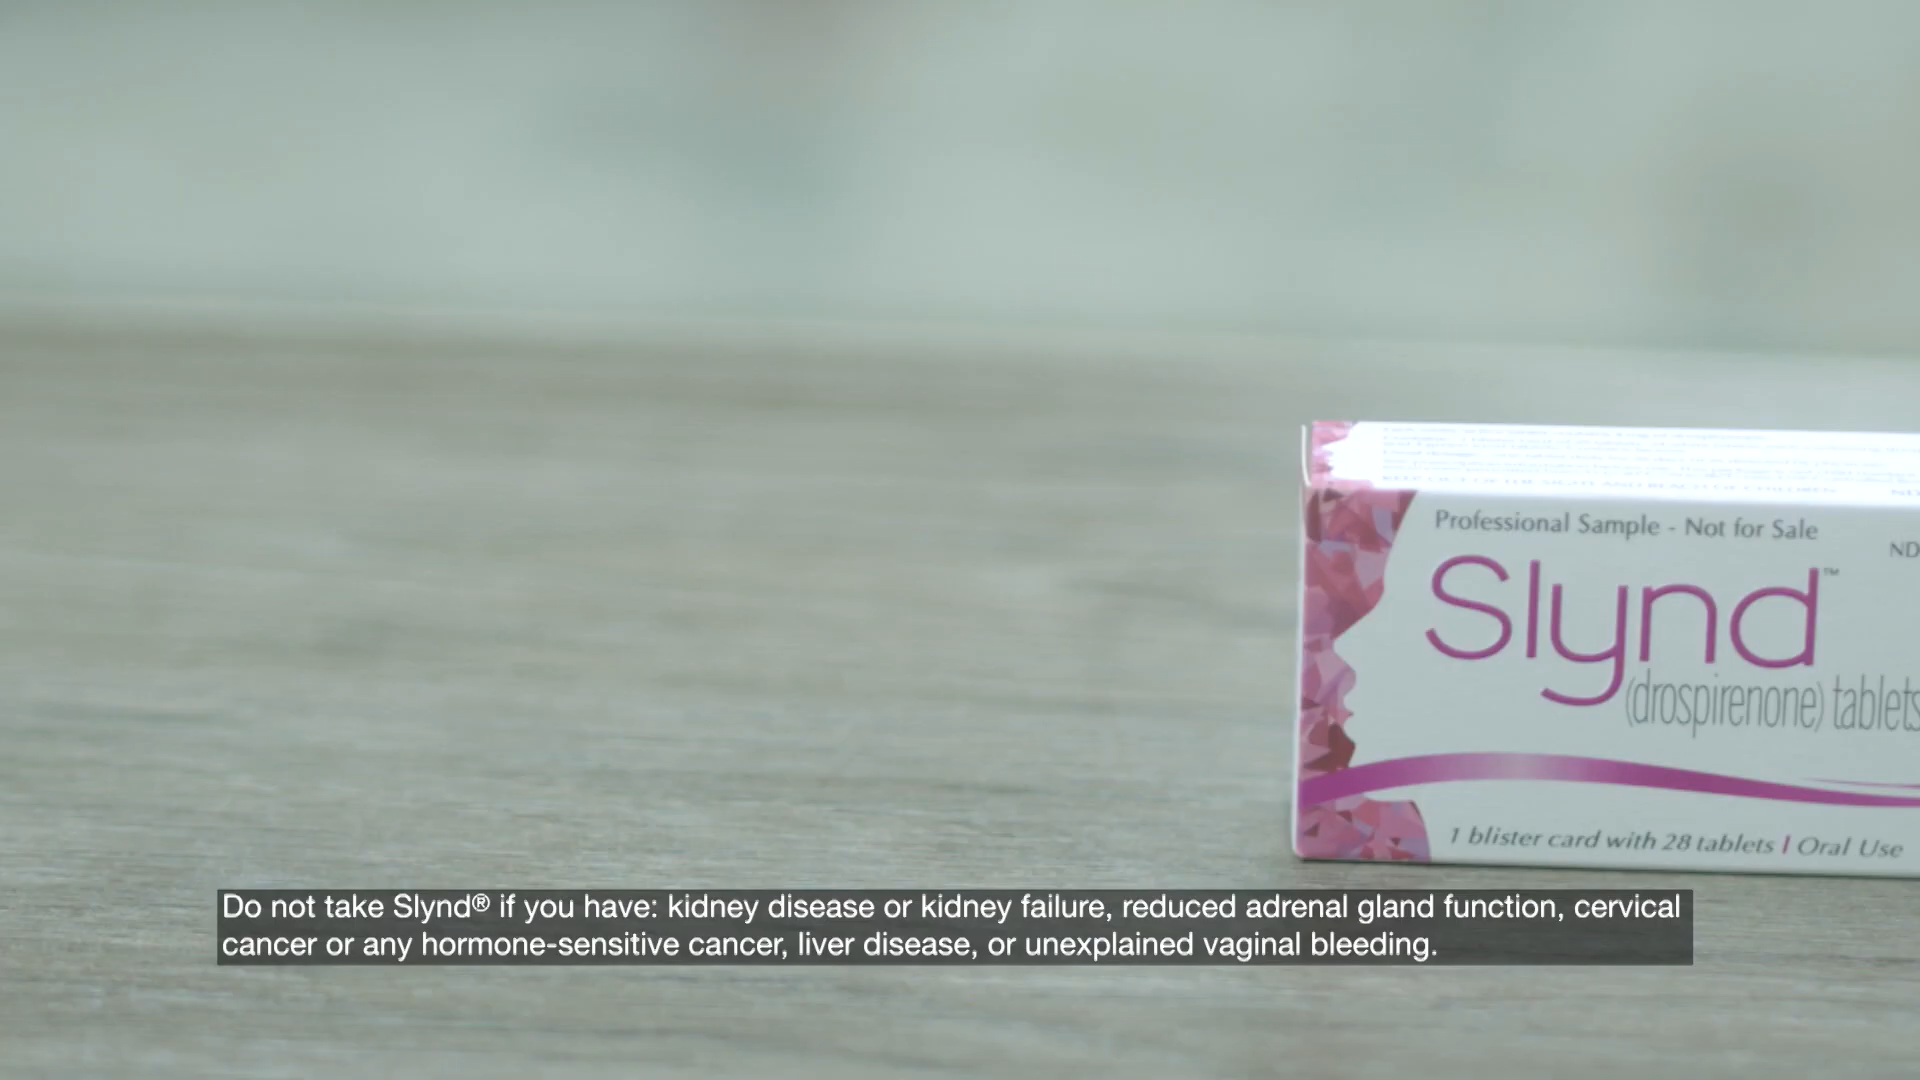 Professional Sample - Not for Sale
ND
Slynd™
(drospirenone) tablets
1 blister card with 28 tablets | Oral Use
Do not take Slynd® if you have: kidney disease or kidney failure, reduced adrenal gland function, cervical
cancer or any hormone-sensitive cancer, liver disease, or unexplained vaginal bleeding.